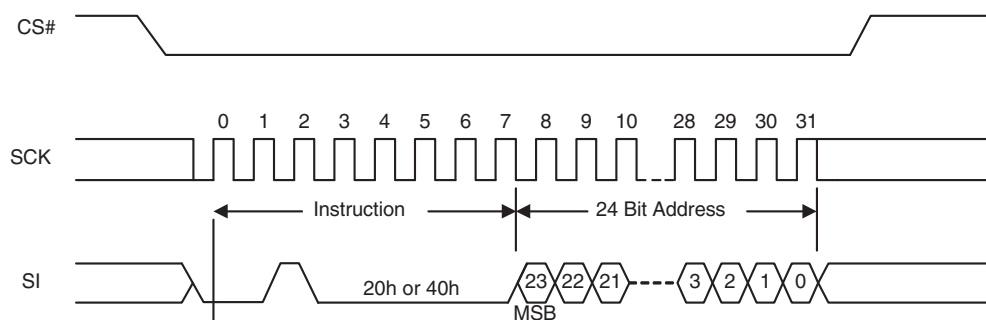 CS#
0 1 2 3 4 5 6 7 8 9 10 28 29 30 31
SCK
Instruction 24 Bit Address
SI 20h or 40h 23 22 21 3 2 1 0
MSB